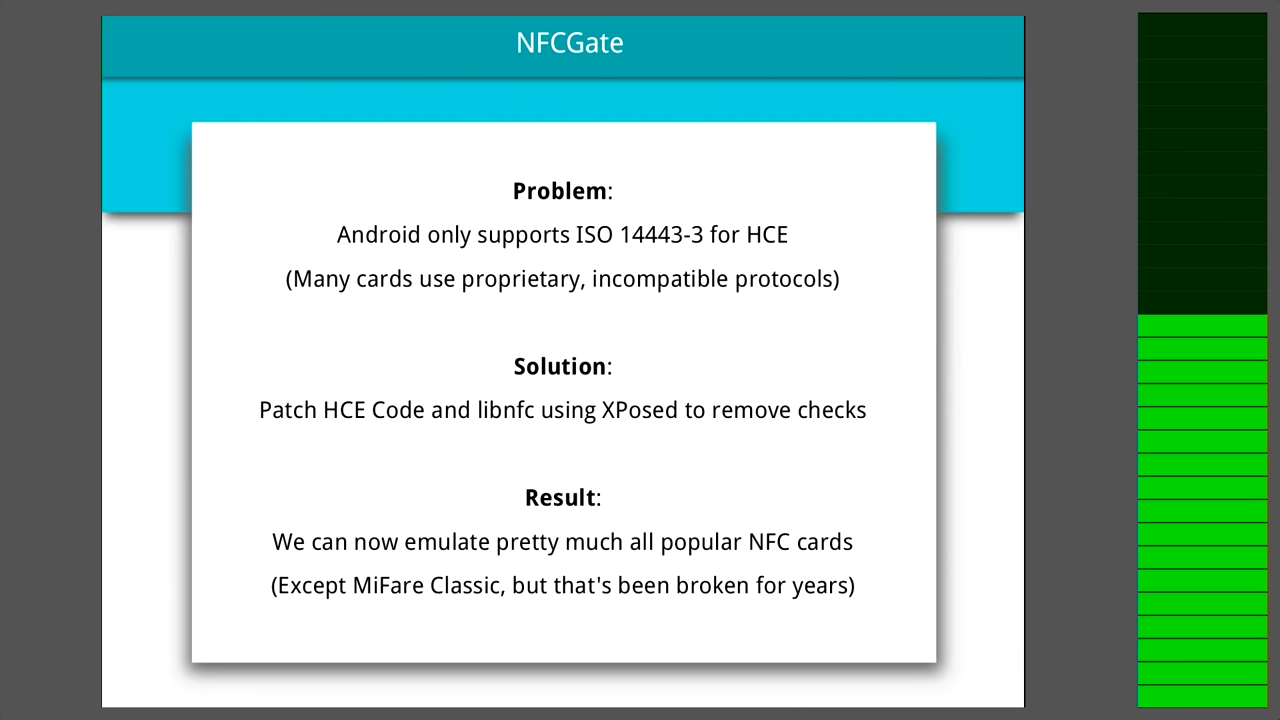 NFCGate
Problem:
Android only supports ISO 14443-3 for HCE
(Many cards use proprietary, incompatible protocols)
Solution:
Patch HCE Code and libnfc using XPosed to remove checks
Result:
We can now emulate pretty much all popular NFC cards
(Except MiFare Classic, but that's been broken for years)